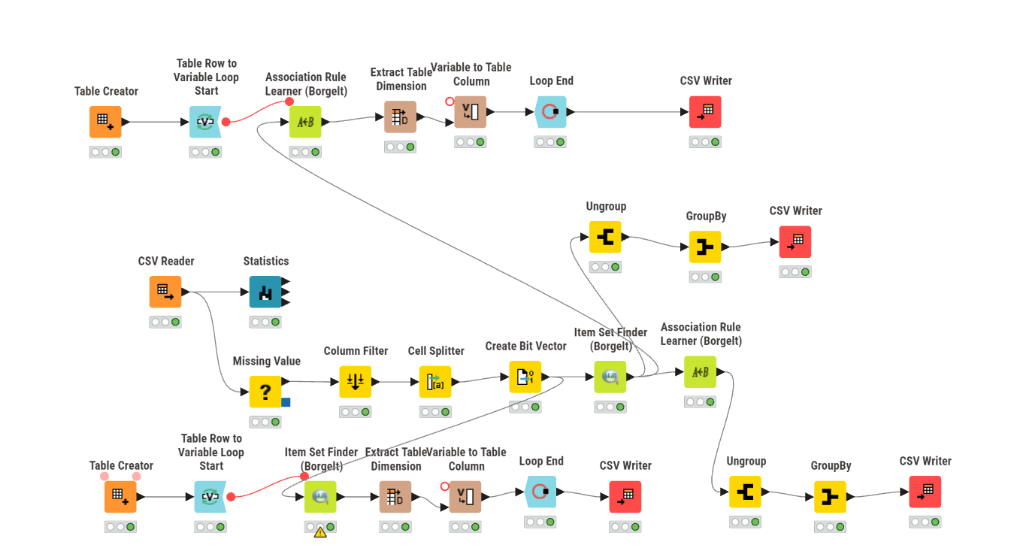 Table Creator
Table Row to
Variable Loop
Start
Association Rule
Learner (Borgelt)
Extract Table
Dimension
Variable to Table
Column
Loop End
CSV Writer
Ungroup
GroupBy
CSV Writer
CSV Reader
Statistics
Missing Value
Column Filter
Cell Splitter
Create Bit Vector
Item Set Finder
(Borgelt)
Association Rule
Learner (Borgelt)
Table Creator
Table Row to
Variable Loop
Start
Item Set Finder
(Borgelt)
Extract Table
Dimension
Variable to Table
Column
Loop End
CSV Writer
Ungroup
GroupBy
CSV Writer